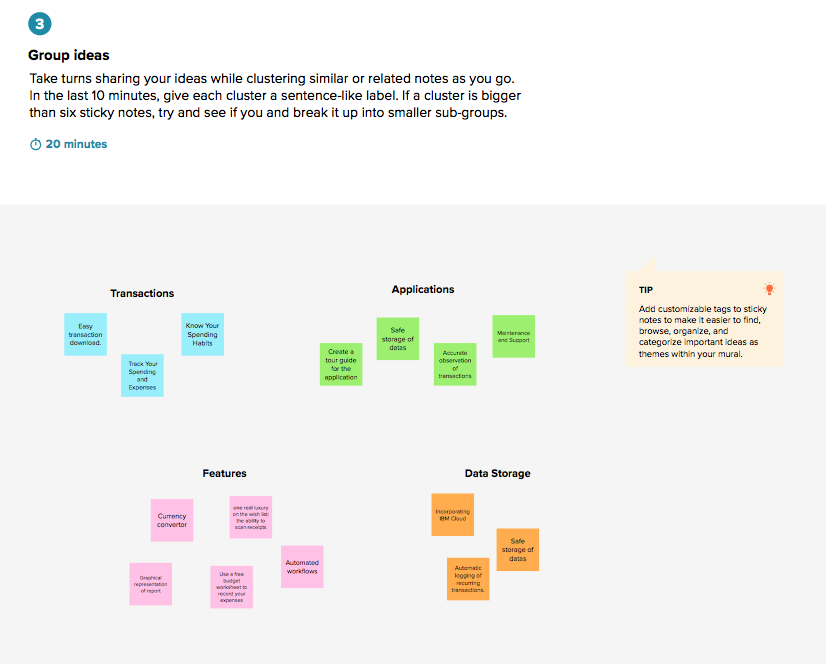 3
Group ideas
Take turns sharing your ideas while clustering similar or related notes as you go.
In the last 10 minutes, give each cluster a sentence-like label. If a cluster is bigger
than six sticky notes, try and see if you and break it up into smaller sub-groups.
20 minutes
Transactions
Easy
transaction
download.
Know Your
Spending
Habits
Track Your
Spending
and
Expenses
Applications
Create a
tour guide
for the
application
Safe
storage of
datas
Accurate
observation
of
transactions
Maintenance
and Support
TIP
Add customizable tags to sticky
notes to make it easier to find,
browse, organize, and
categorize important ideas as
themes within your mural.
Features
Currency
convertor
one real luxury
on the wish list:
the ability to
scan receipts
Automated
workflows
Graphical
representation
of report
Use a free
budget
worksheet to
record your
expenses
Data Storage
Incorporating
IBM Cloud
Safe
storage of
datas
Automatic
logging of
recurring
transactions.